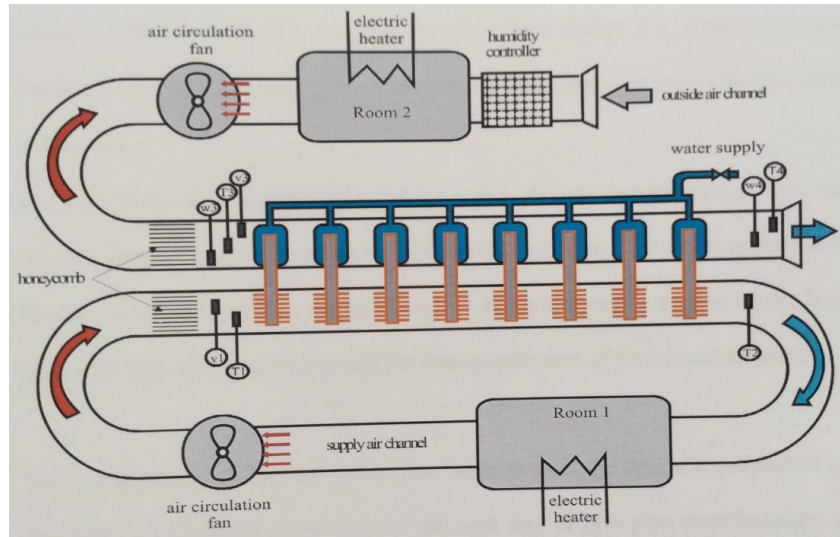 air circulation
fan
electric
heater
humidity
controller
Room 2
outside air channel
water supply
w3
T3
v3
w4
T4
honeycomb
v1
T1
T2
Room 1
supply air channel
air circulation
fan
electric
heater